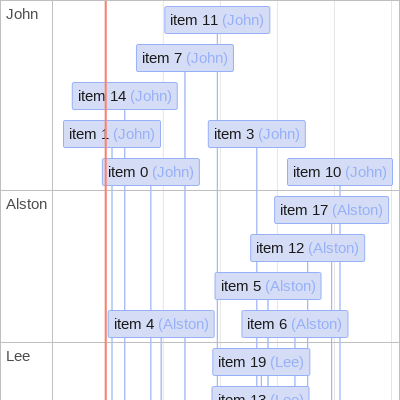 John
item 11 (John)
item 7 (John)
item 14 (John)
item 1 (John)
item 3 (John)
item 0 (John)
item 10 (John)
Alston
item 17 (Alston)
item 12 (Alston)
item 5 (Alston)
item 4 (Alston)
item 6 (Alston)
Lee
item 19 (Lee)
item 13 (Lee)